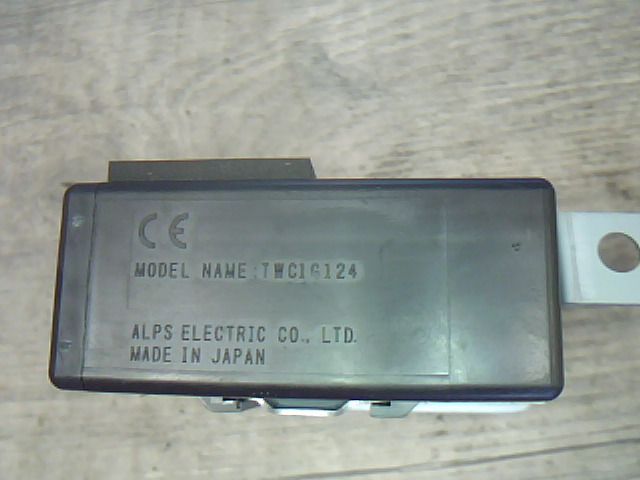 CE
MODEL NAME:TWC1G124
ALPS ELECTRIC CO., LTD.
MADE IN JAPAN